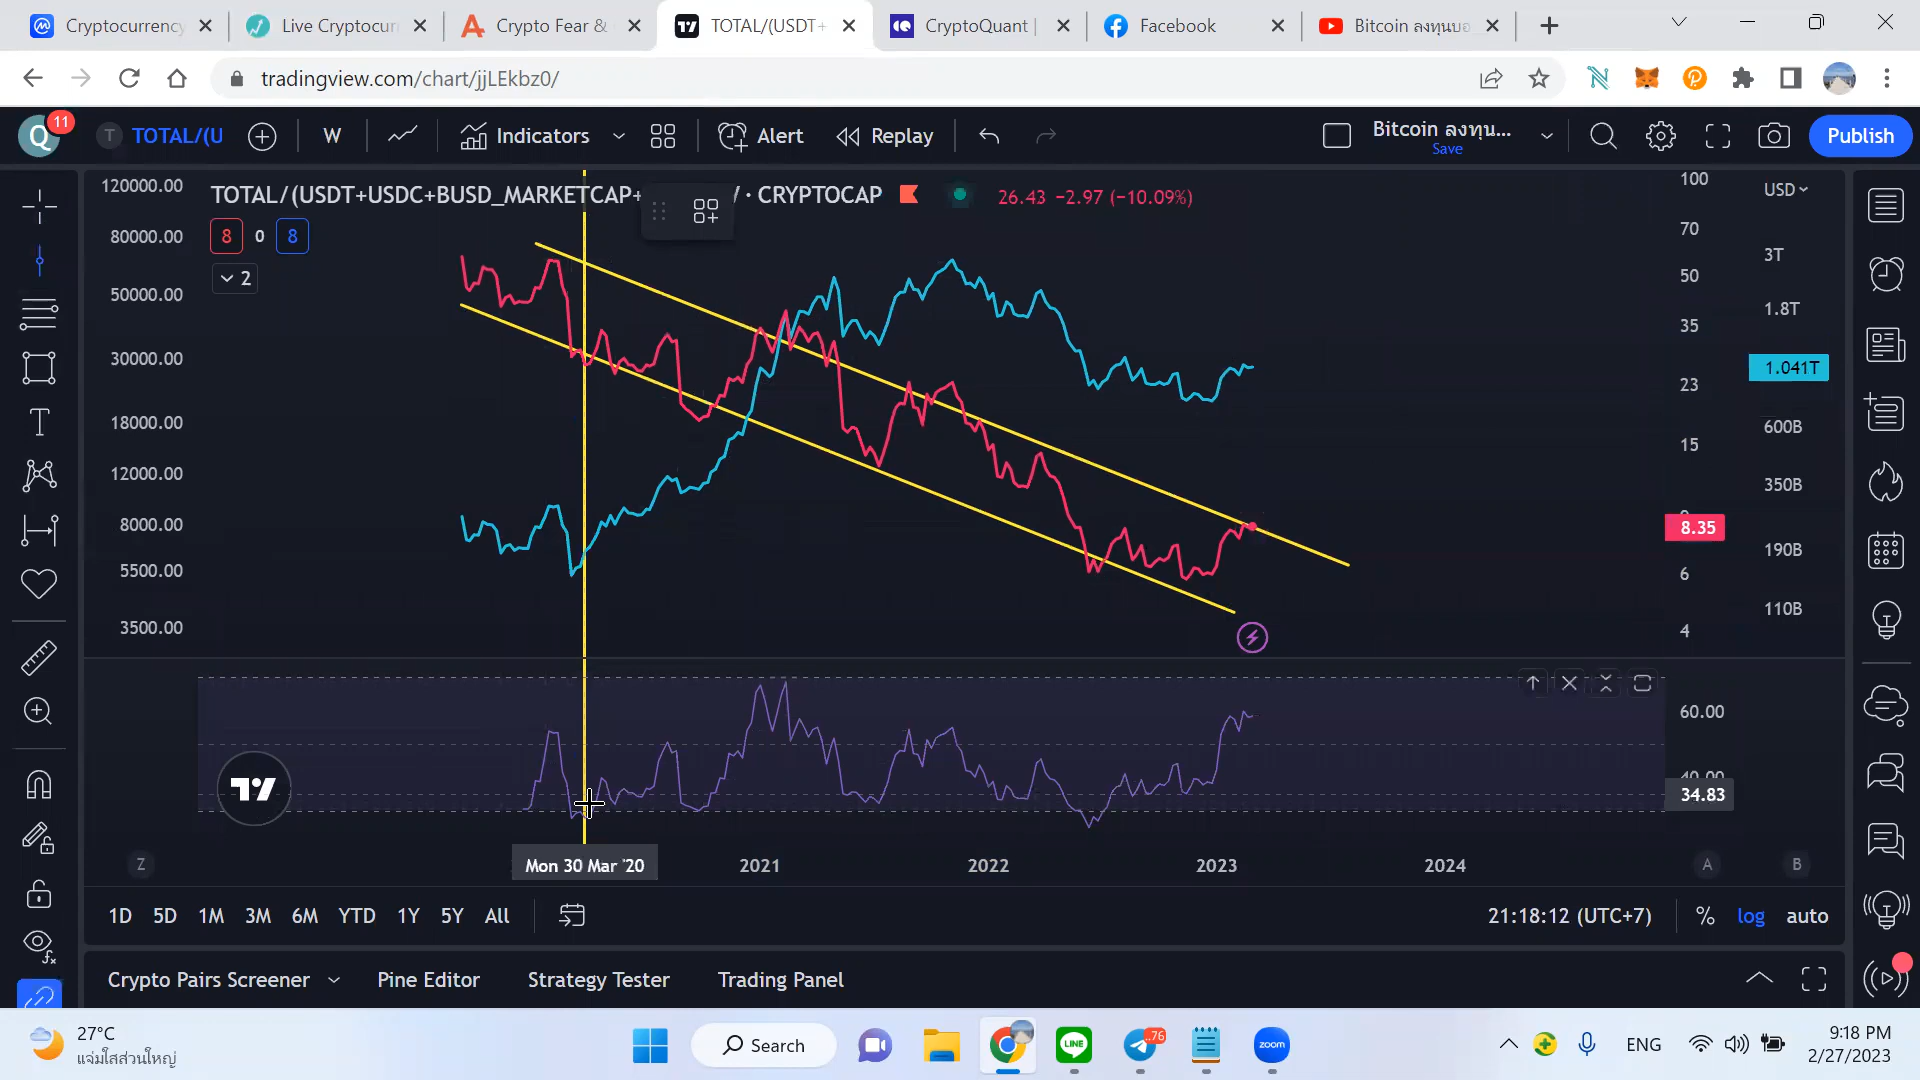 Cryptocurrency
Live Cryptocur
Crypto Fear &
TOTAL/(USDT+
CryptoQuant |
Facebook
Bitcoin ลงทุนบอ
tradingview.com/chart/jjLEkbz0/
Q
11
T
TOTAL/(U
W
Indicators
Alert
Replay
Bitcoin ลงทุน...
Save
Publish
TOTAL/(USDT+USDC+BUSD_MARKETCAP+
· CRYPTOCAP
26.43 −2.97 (−10.09%)
USD
8
0
8
2
120000.00
80000.00
50000.00
30000.00
18000.00
12000.00
8000.00
5500.00
3500.00
100
70
50
35
23
15
8.35
6
4
3T
1.8T
1.041T
600B
350B
190B
110B
60.00
40.00
34.83
Z
Mon 30 Mar '20
2021
2022
2023
2024
A
B
1D
5D
1M
3M
6M
YTD
1Y
5Y
All
21:18:12 (UTC+7)
%
log
auto
Crypto Pairs Screener
Pine Editor
Strategy Tester
Trading Panel
27°C
แจ่มใสส่วนใหญ่
Search
LINE
..76
zoom
ENG
9:18 PM
2/27/2023